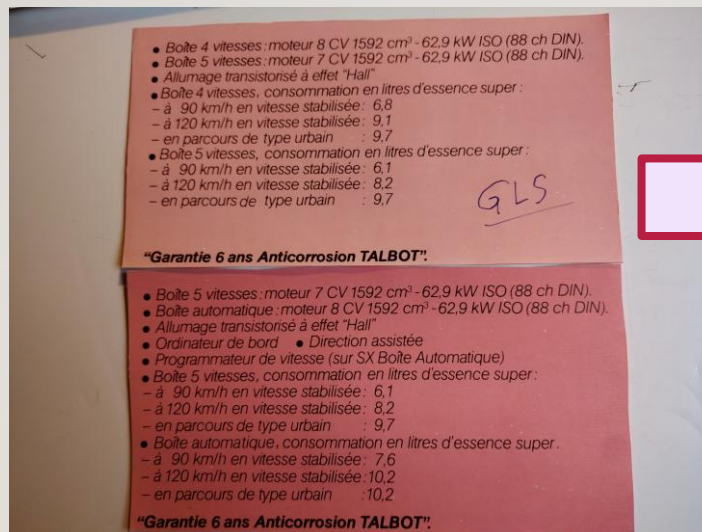 • Boîte 4 vitesses: moteur 8 CV 1592 cm³ - 62,9 kW ISO (88 ch DIN).
• Boîte 5 vitesses: moteur 7 CV 1592 cm³ - 62,9 kW ISO (88 ch DIN).
• Allumage transistorisé à effet "Hall"
• Boîte 4 vitesses, consommation en litres d'essence super :
– à 90 km/h en vitesse stabilisée : 6,8
– à 120 km/h en vitesse stabilisée : 9,1
– en parcours de type urbain : 9,7
• Boîte 5 vitesses, consommation en litres d'essence super :
– à 90 km/h en vitesse stabilisée : 6,1
– à 120 km/h en vitesse stabilisée : 8,2
– en parcours de type urbain : 9,7
GLS
"Garantie 6 ans Anticorrosion TALBOT".
• Boîte 5 vitesses : moteur 7 CV 1592 cm³ - 62,9 kW ISO (88 ch DIN).
• Boîte automatique : moteur 8 CV 1592 cm³ - 62,9 kW ISO (88 ch DIN).
• Allumage transistorisé à effet "Hall"
• Ordinateur de bord • Direction assistée
• Programmateur de vitesse (sur SX Boîte Automatique)
• Boîte 5 vitesses, consommation en litres d'essence super :
– à 90 km/h en vitesse stabilisée : 6,1
– à 120 km/h en vitesse stabilisée : 8,2
– en parcours de type urbain : 9,7
• Boîte automatique, consommation en litres d'essence super.
– à 90 km/h en vitesse stabilisée : 7,6
– à 120 km/h en vitesse stabilisée : 10,2
– en parcours de type urbain : 10,2
"Garantie 6 ans Anticorrosion TALBOT".